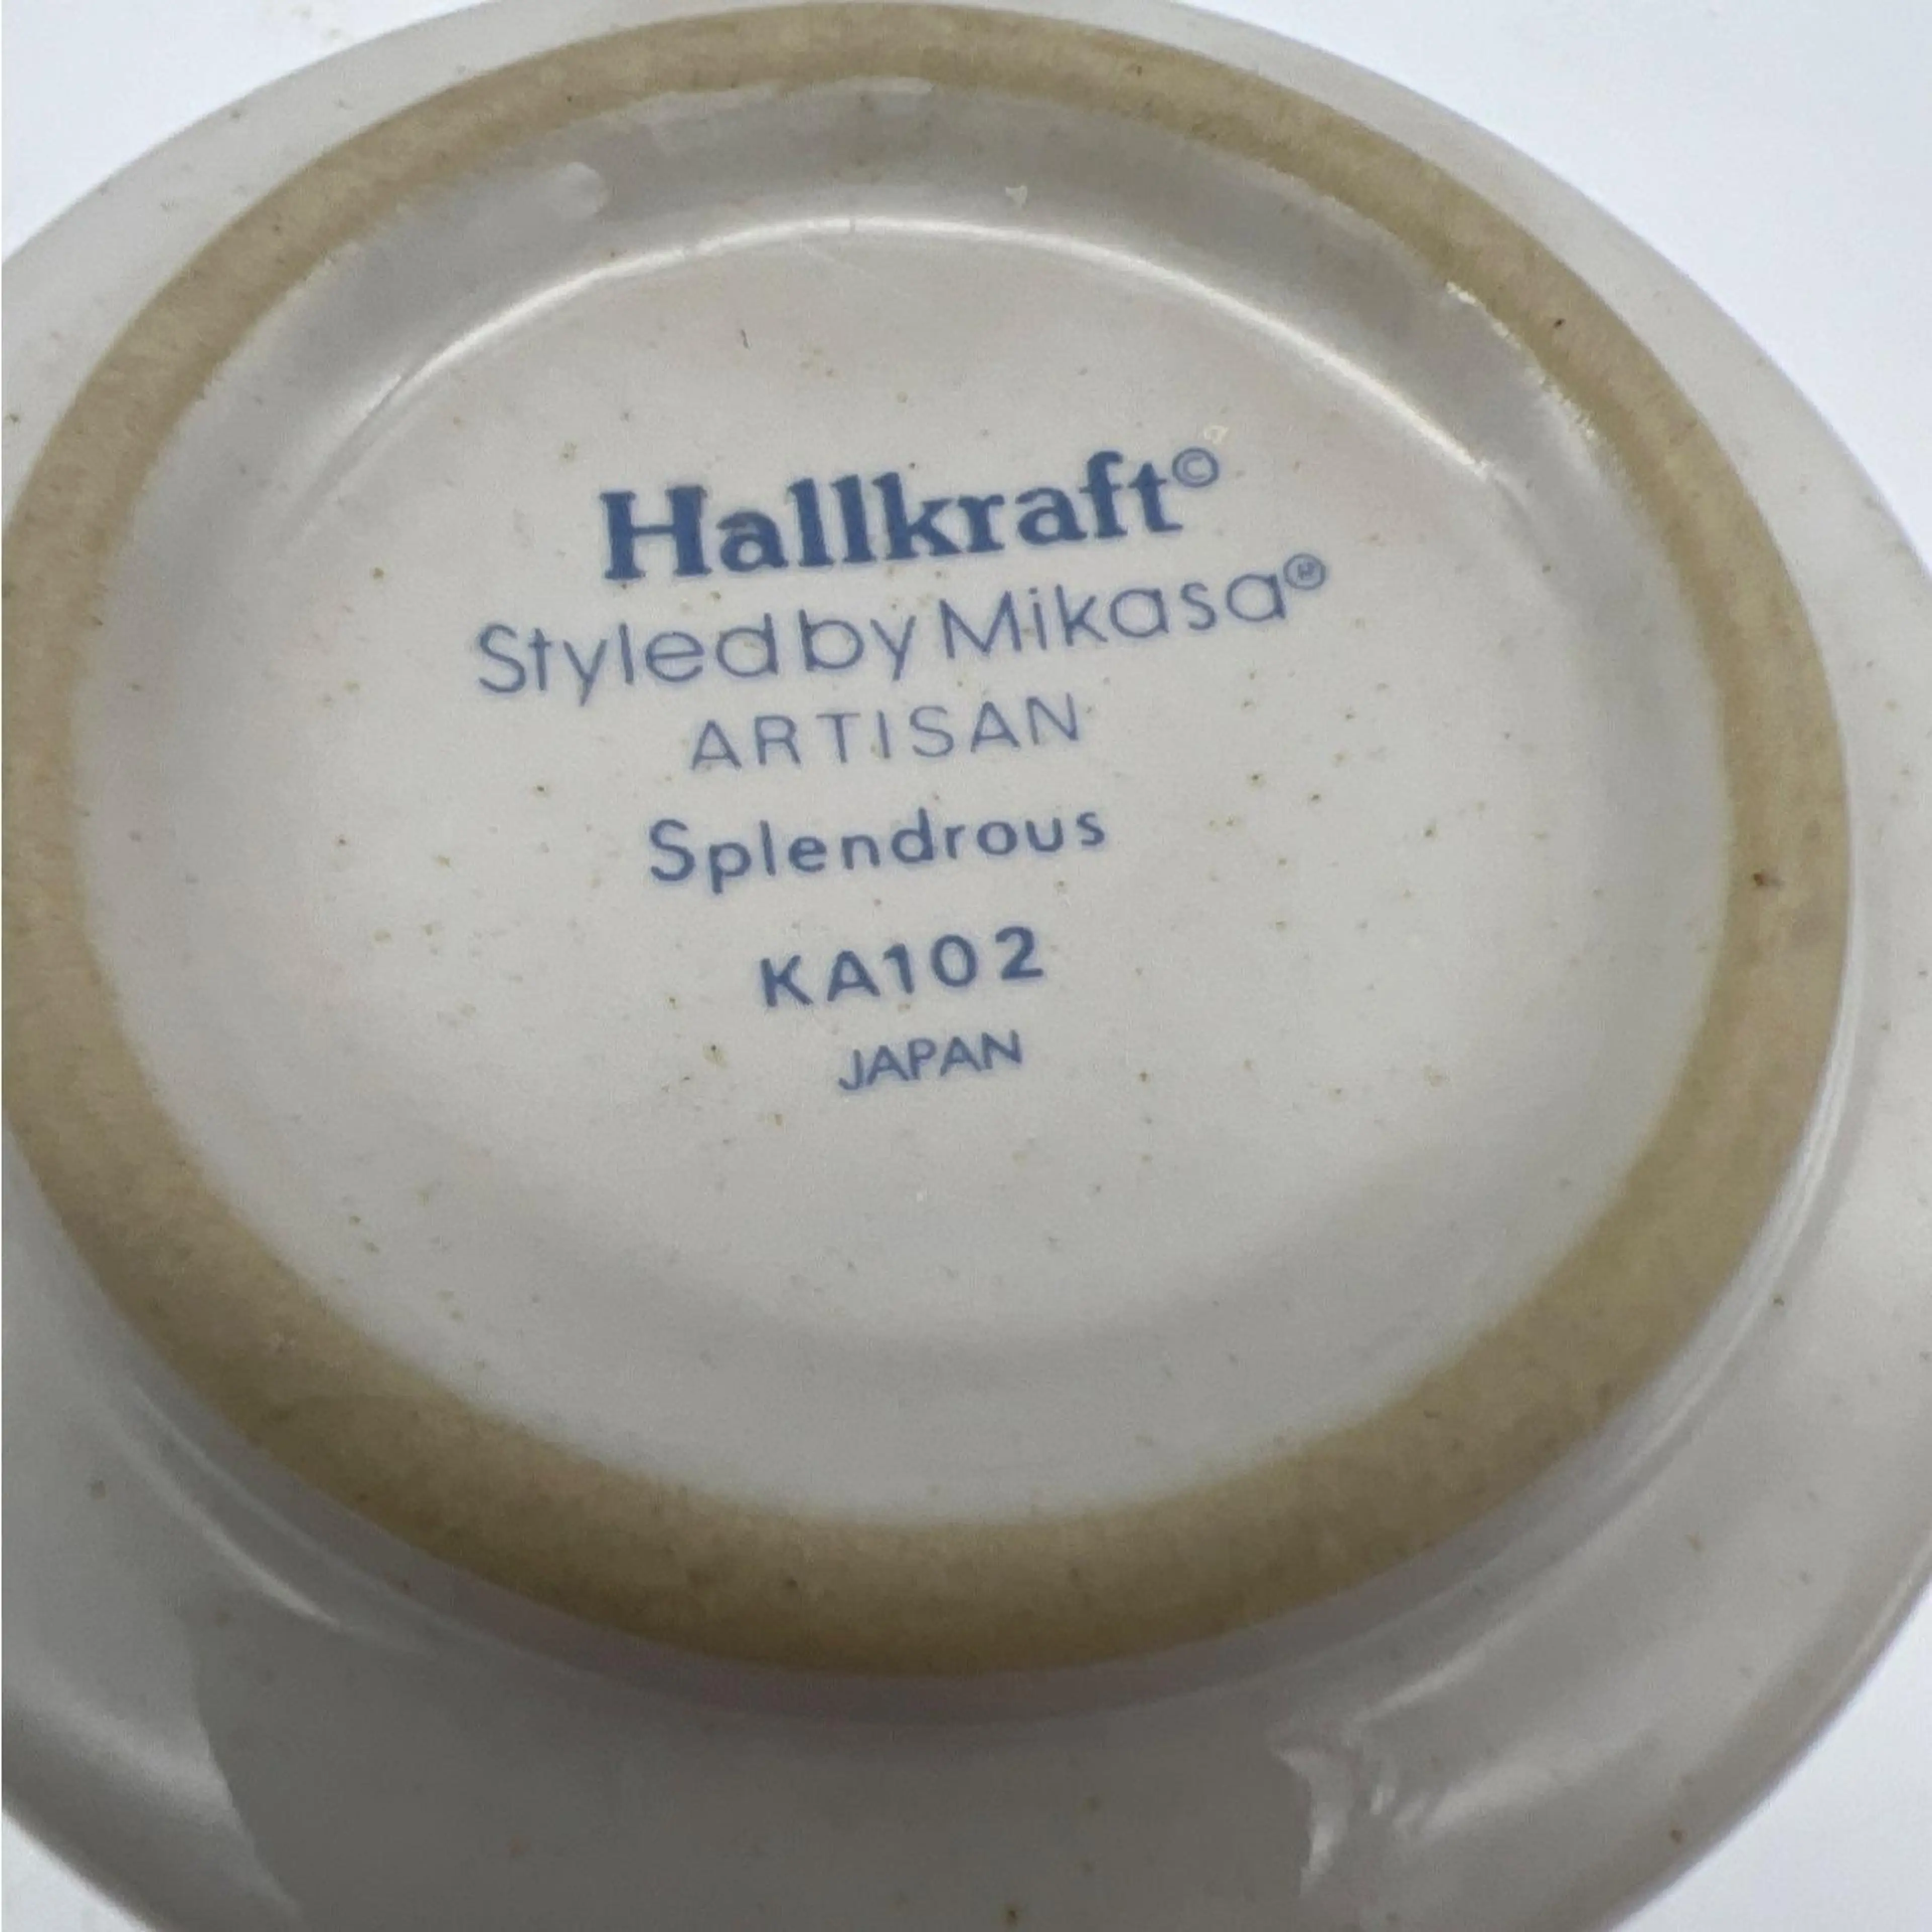 Hallkraft©
Styled by Mikasa®
ARTISAN
Splendrous
KA102
JAPAN